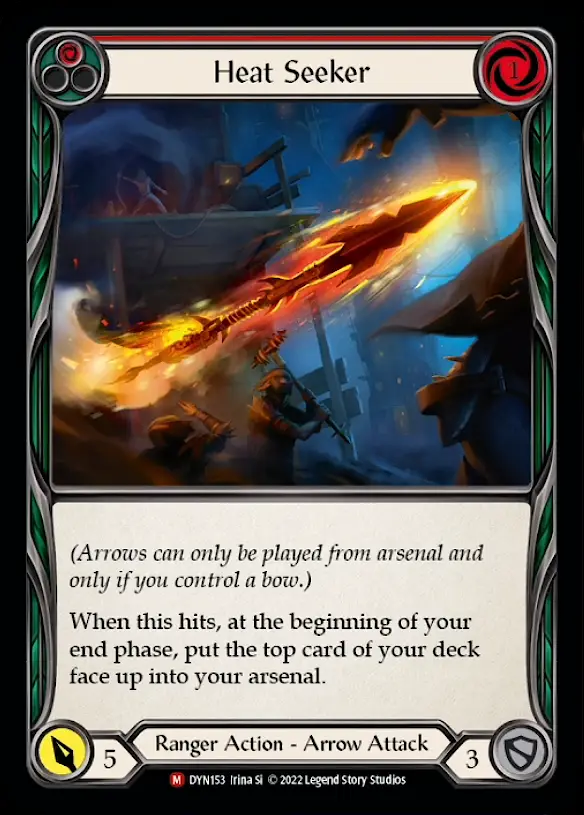 Heat Seeker
1
(Arrows can only be played from arsenal and
only if you control a bow.)
When this hits, at the beginning of your
end phase, put the top card of your deck
face up into your arsenal.
5
Ranger Action - Arrow Attack
3
M DYN153 Irina Si © 2022 Legend Story Studios